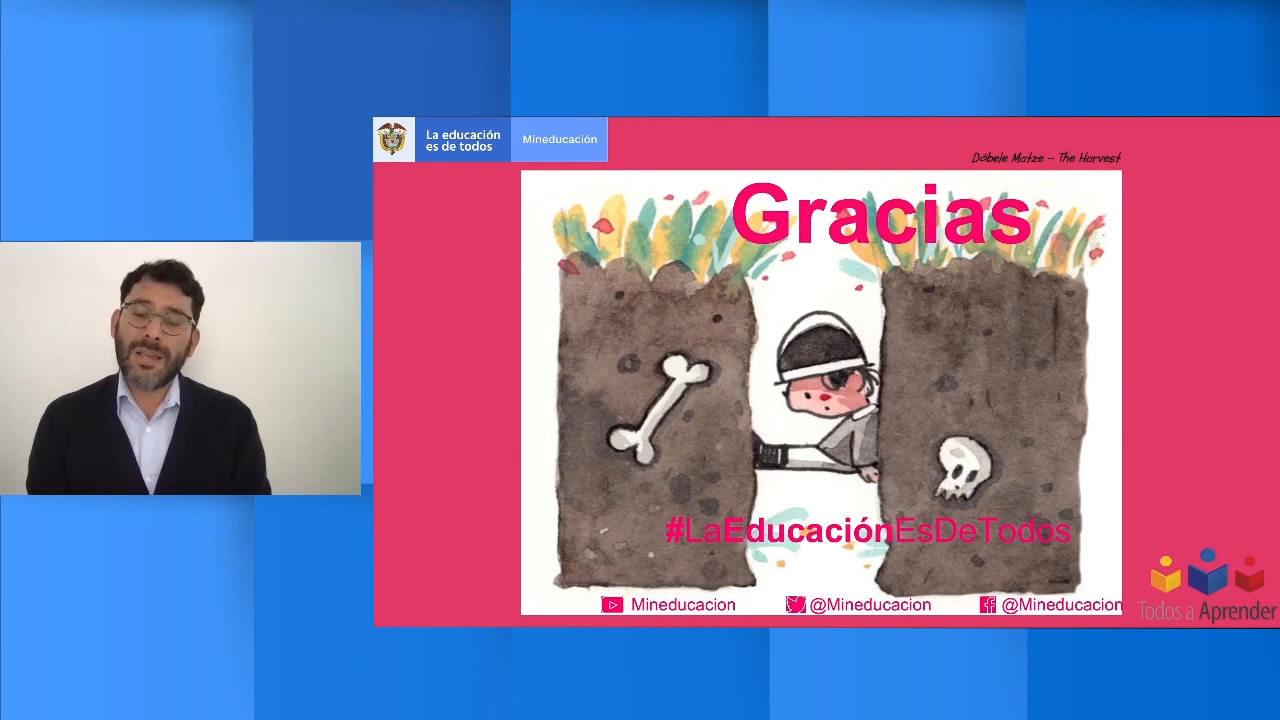 La educación
es de todos
Mineducación
Döbele Matze – The Harvest
Gracias
#LaEducaciónEsDeTodos
Mineducacion
@Mineducacion
@Mineducacion
Todos a Aprender